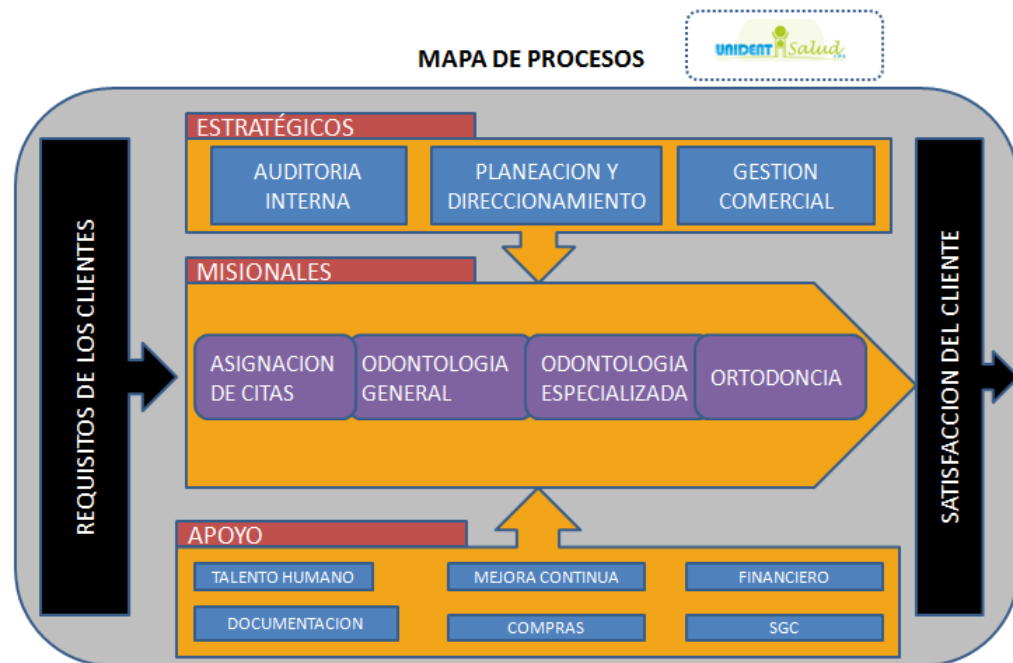 MAPA DE PROCESOS
UNIDENT Salud
ESTRATÉGICOS
AUDITORIA
INTERNA
PLANEACION Y
DIRECCIONAMIENTO
GESTION
COMERCIAL
REQUISITOS DE LOS CLIENTES
MISIONALES
ASIGNACION
DE CITAS
ODONTOLOGIA
GENERAL
ODONTOLOGIA
ESPECIALIZADA
ORTODONCIA
SATISFACCION DEL CLIENTE
APOYO
TALENTO HUMANO
MEJORA CONTINUA
FINANCIERO
DOCUMENTACION
COMPRAS
SGC